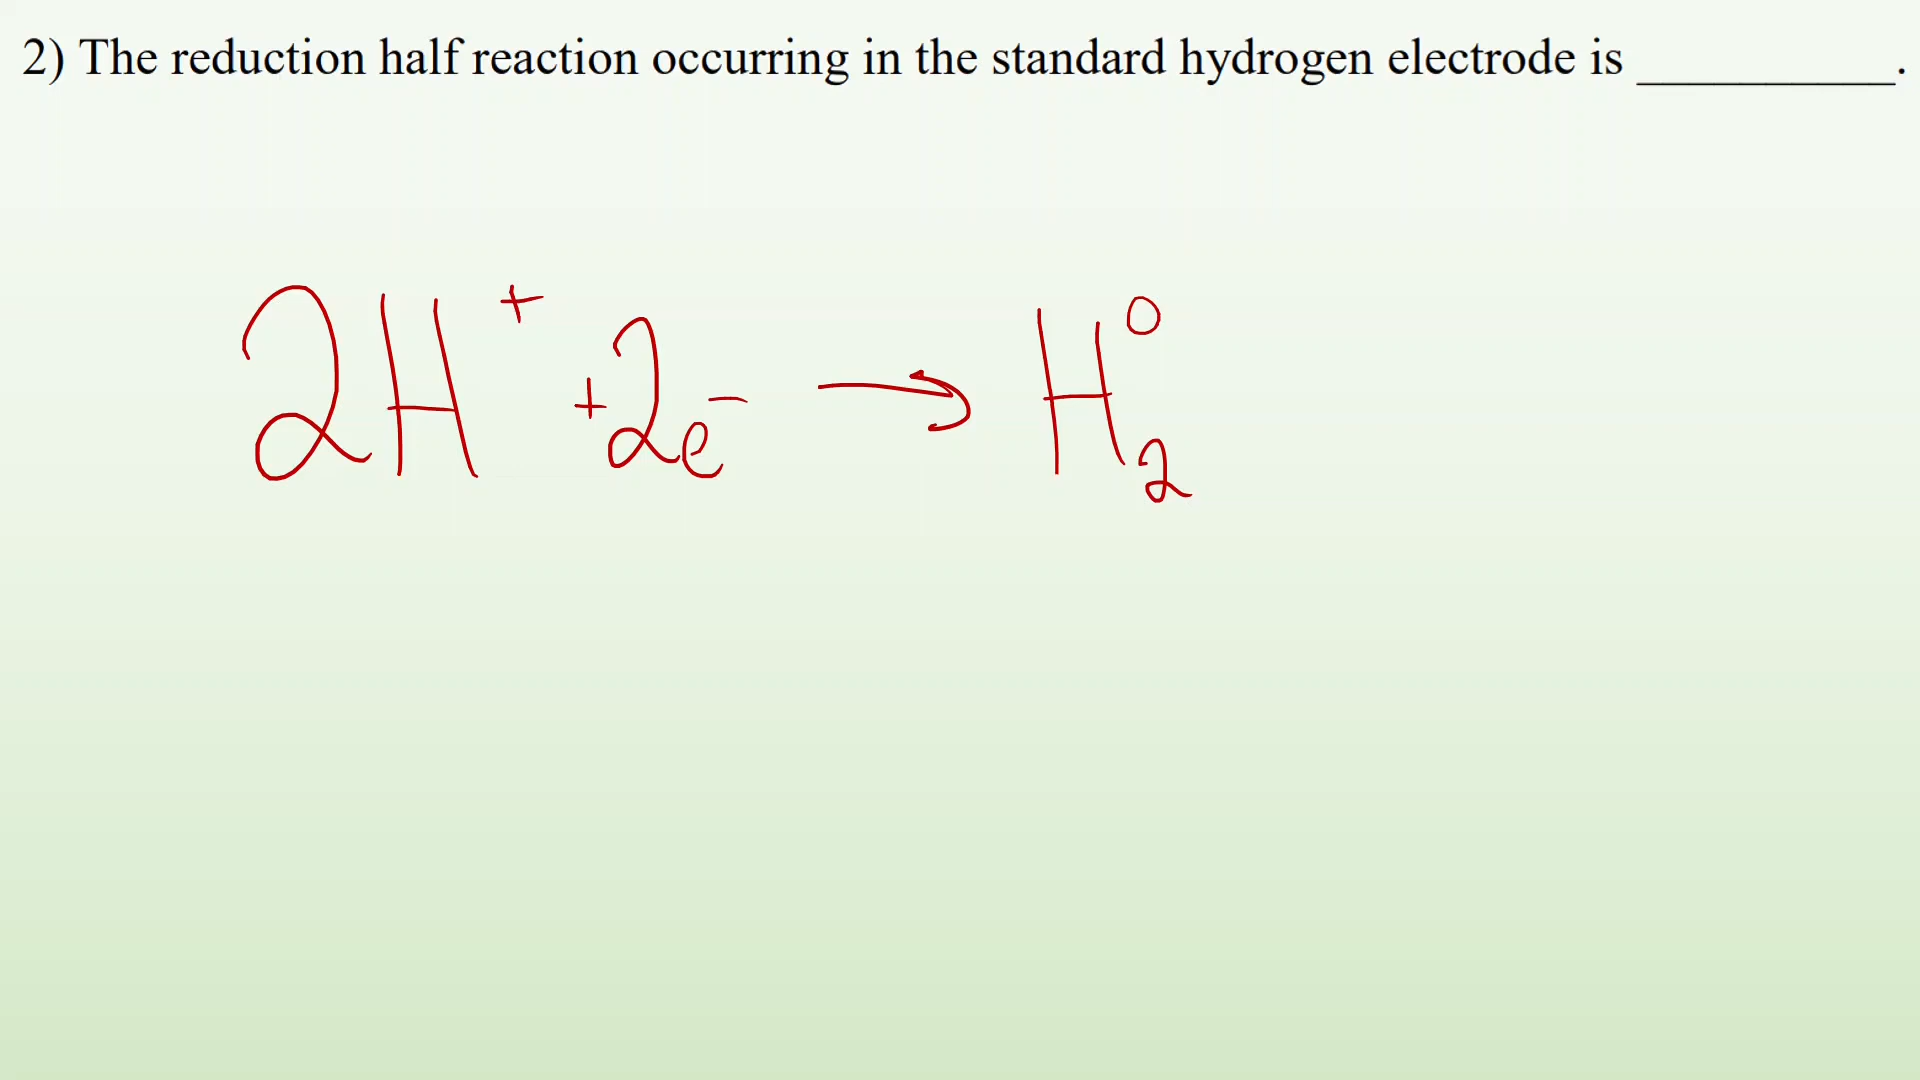 2) The reduction half reaction occurring in the standard hydrogen electrode is __________.
2H⁺ + 2e⁻ → H₂⁰